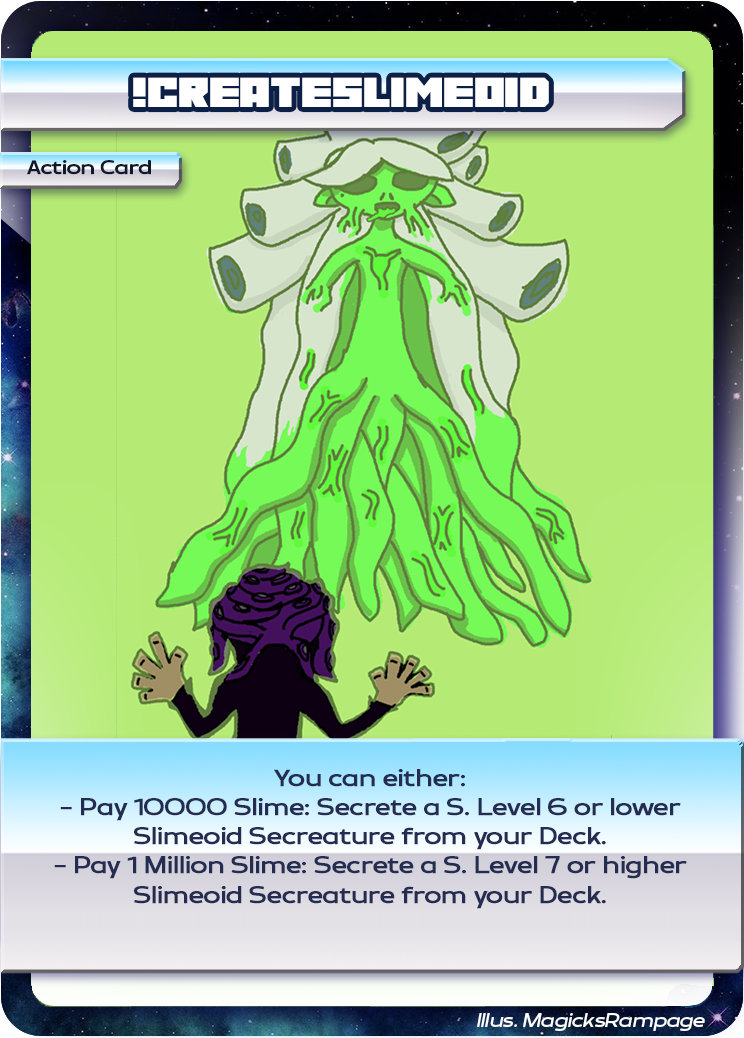 !CREATESLIMEOID
Action Card
You can either:
- Pay 10000 Slime: Secrete a S. Level 6 or lower
Slimeoid Secreature from your Deck.
- Pay 1 Million Slime: Secrete a S. Level 7 or higher
Slimeoid Secreature from your Deck.
Illus. MagicksRampage